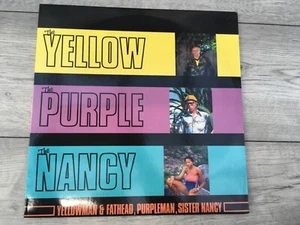 The
YELLOW
The
PURPLE
The
NANCY
YELLOWMAN & FATHEAD, PURPLEMAN, SISTER NANCY